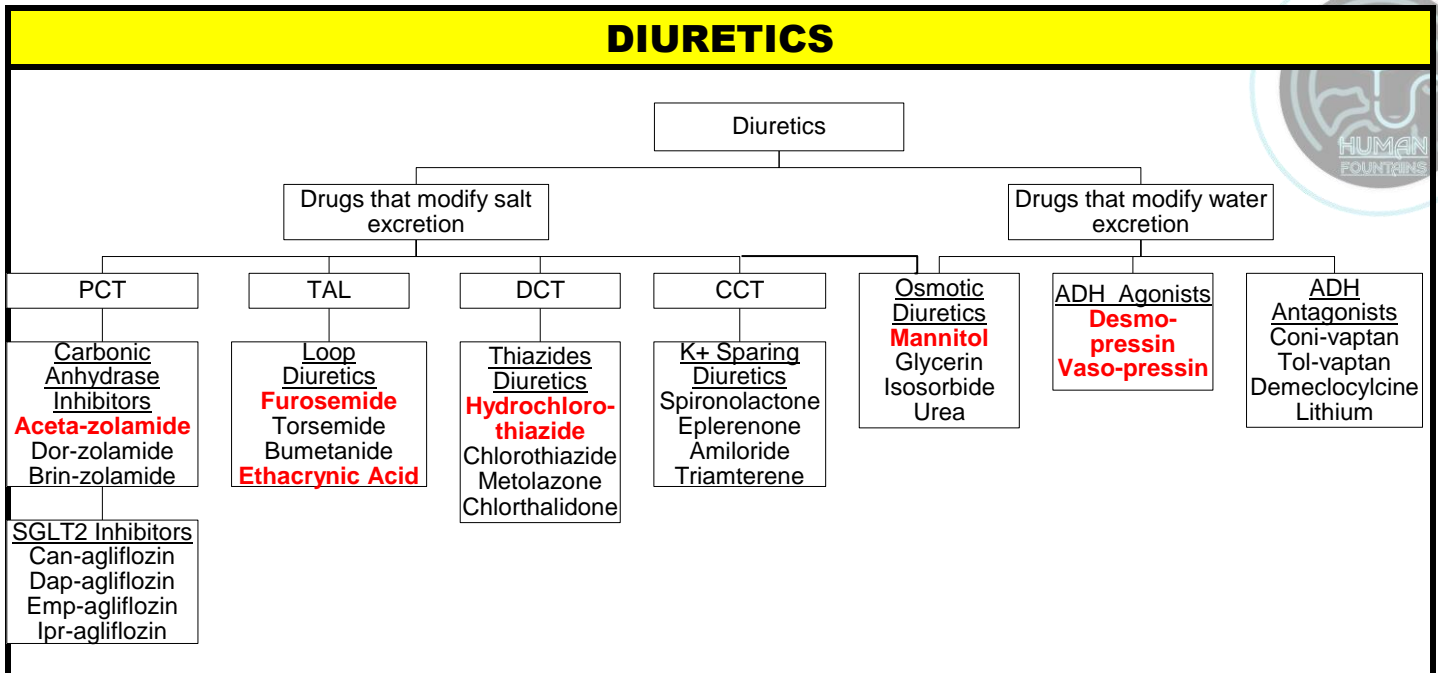 DIURETICS
HUMAN
FOUNTAINS
Diuretics
Drugs that modify salt
excretion
Drugs that modify water
excretion
PCT
Carbonic
Anhydrase
Inhibitors
Aceta-zolamide
Dor-zolamide
Brin-zolamide
SGLT2 Inhibitors
Can-agliflozin
Dap-agliflozin
Emp-agliflozin
Ipr-agliflozin
TAL
Loop
Diuretics
Furosemide
Torsemide
Bumetanide
Ethacrynic Acid
DCT
Thiazides
Diuretics
Hydrochloro-
thiazide
Chlorothiazide
Metolazone
Chlorthalidone
CCT
K+ Sparing
Diuretics
Spironolactone
Eplerenone
Amiloride
Triamterene
Osmotic
Diuretics
Mannitol
Glycerin
Isosorbide
Urea
ADH Agonists
Desmo-
pressin
Vaso-pressin
ADH
Antagonists
Coni-vaptan
Tol-vaptan
Demeclocylcine
Lithium